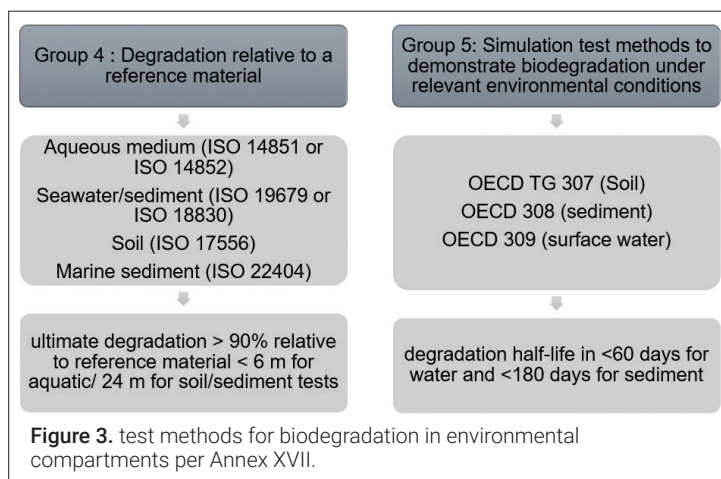 Group 4 : Degradation relative to a
reference material
Aqueous medium (ISO 14851 or
ISO 14852)
Seawater/sediment (ISO 19679 or
ISO 18830)
Soil (ISO 17556)
Marine sediment (ISO 22404)
ultimate degradation > 90% relative
to reference material < 6 m for
aquatic/ 24 m for soil/sediment tests
Group 5: Simulation test methods to
demonstrate biodegradation under
relevant environmental conditions
OECD TG 307 (Soil)
OECD 308 (sediment)
OECD 309 (surface water)
degradation half-life in <60 days for
water and <180 days for sediment
Figure 3. test methods for biodegradation in environmental
compartments per Annex XVII.